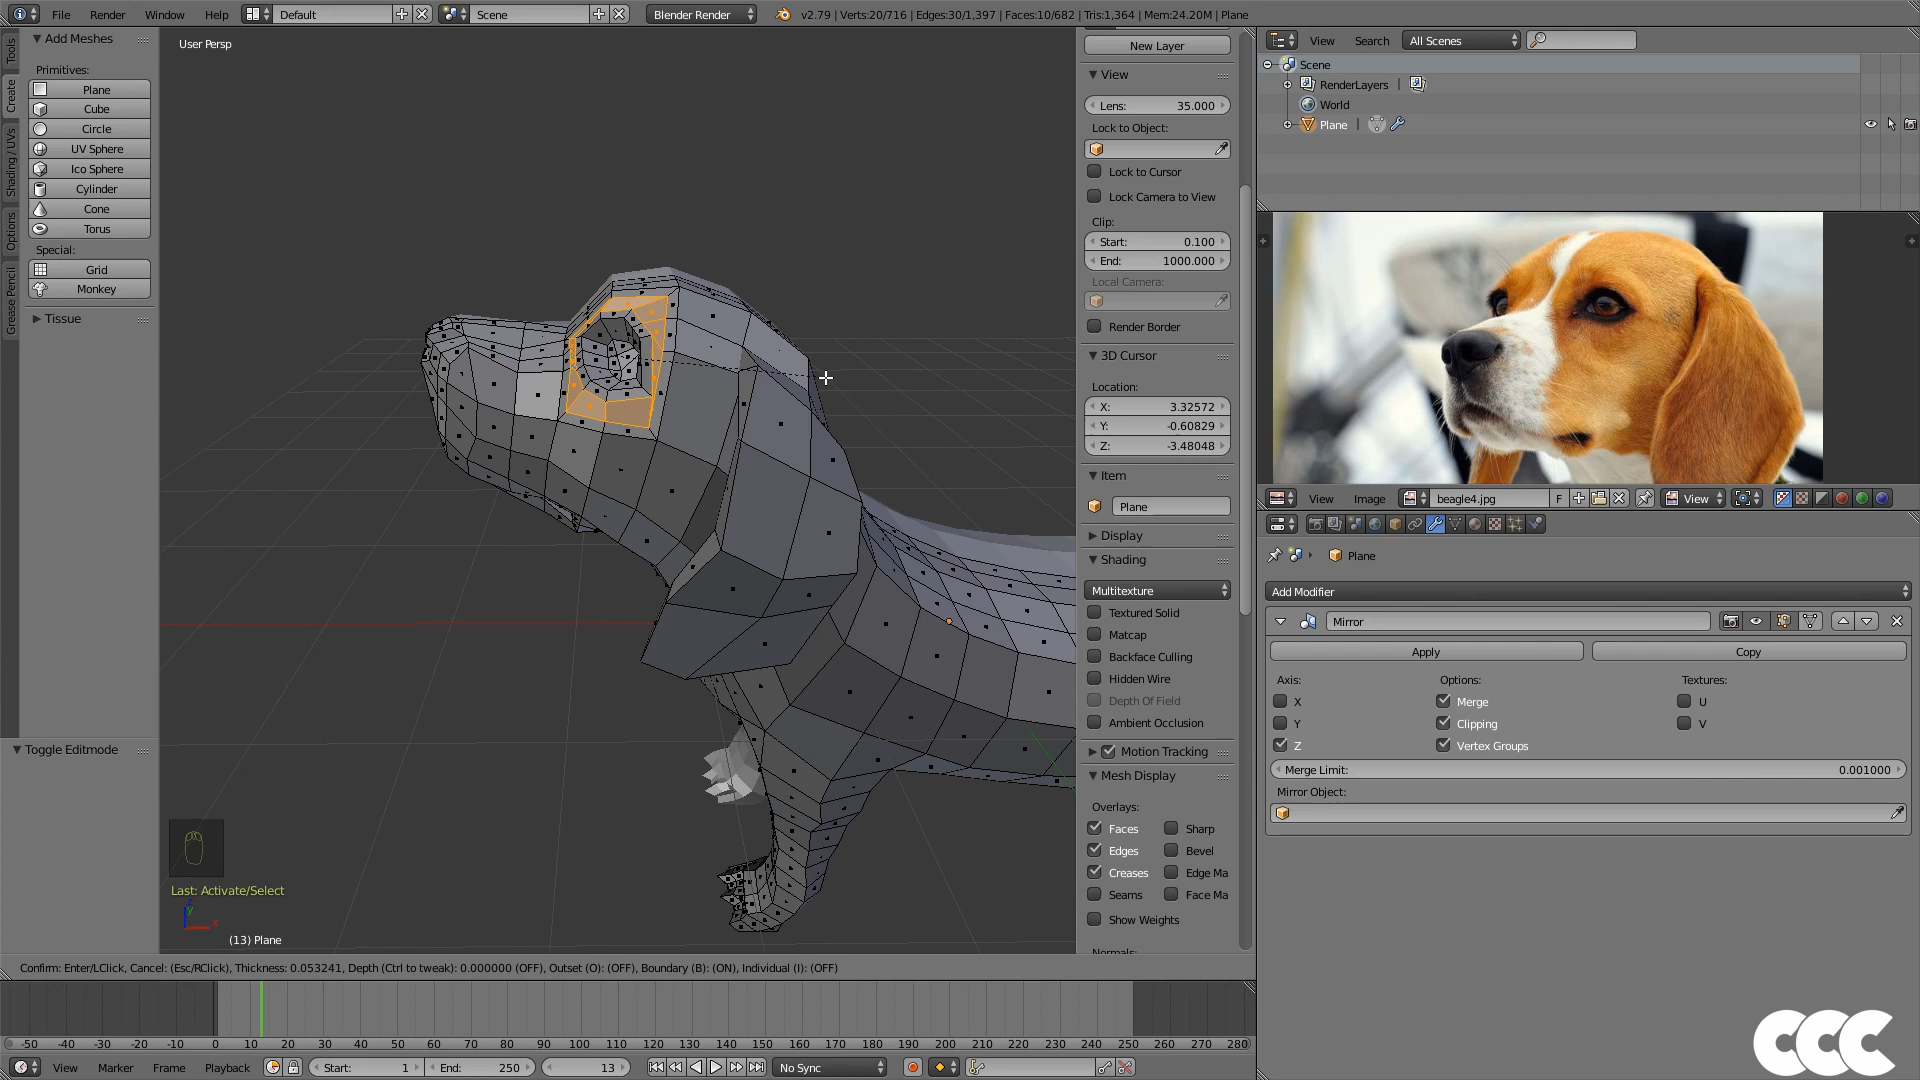 File Render Window Help Default Scene Blender Render v2.79 | Verts:20/716 | Edges:30/1,397 | Faces:10/682 | Tris:1,364 | Mem:24.20M | Plane
Tools
Create
Shading / UVs
Options
Grease Pencil
Add Meshes
Primitives:
Plane
Cube
Circle
UV Sphere
Ico Sphere
Cylinder
Cone
Torus
Special:
Grid
Monkey
Tissue
Toggle Editmode
User Persp
Last: Activate/Select
z
y
x
(13) Plane
New Layer
View
Lens: 35.000
Lock to Object:
Lock to Cursor
Lock Camera to View
Clip:
Start: 0.100
End: 1000.000
Local Camera:
Render Border
3D Cursor
Location:
X: 3.32572
Y: -0.60829
Z: -3.48048
Item
Plane
Display
Shading
Multitexture
Textured Solid
Matcap
Backface Culling
Hidden Wire
Depth Of Field
Ambient Occlusion
Motion Tracking
Mesh Display
Overlays:
Faces Sharp
Edges Bevel
Creases Edge Ma
Seams Face Ma
Show Weights
Normals:
View Search All Scenes
Scene
RenderLayers |
World
Plane |
View Image beagle4.jpg F View
Plane
Add Modifier
Mirror
Apply Copy
Axis: Options: Textures:
X Merge U
Y Clipping V
Z Vertex Groups
Merge Limit: 0.001000
Mirror Object:
Confirm: Enter/LClick, Cancel: (Esc/RClick), Thickness: 0.053241, Depth (Ctrl to tweak): 0.000000 (OFF), Outset (O): (OFF), Boundary (B): (ON), Individual (I): (OFF)
-50 -40 -30 -20 -10 0 10 20 30 40 50 60 70 80 90 100 110 120 130 140 150 160 170 180 190 200 210 220 230 240 250 260 270 280
View Marker Frame Playback Start: 1 End: 250 13 No Sync
CCC